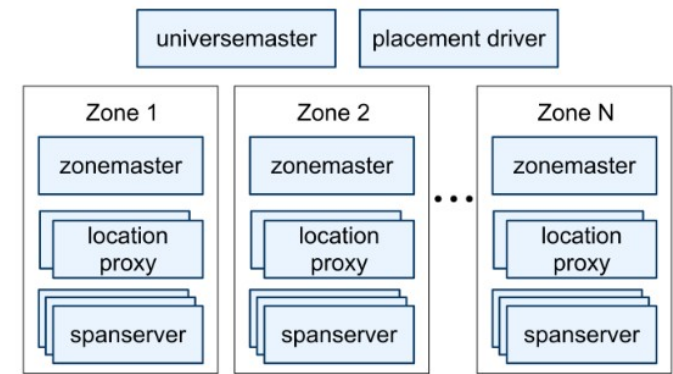 universemaster
placement driver
Zone 1
zonemaster
location
proxy
spanserver
Zone 2
zonemaster
location
proxy
spanserver
...
Zone N
zonemaster
location
proxy
spanserver